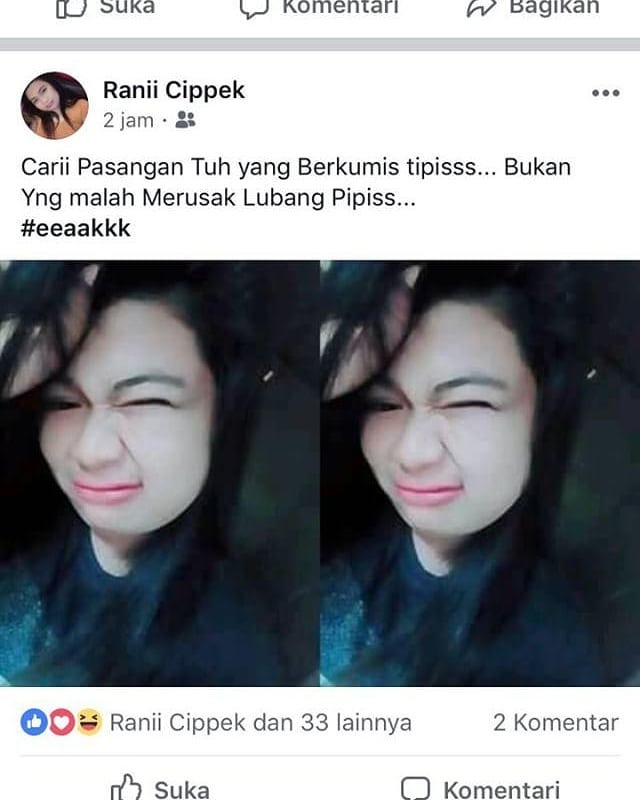 Suka Komentari Bagikan
Ranii Cippek
2 jam ·
Carii Pasangan Tuh yang Berkumis tipisss... Bukan
Yng malah Merusak Lubang Pipiss...
#eeaakkk
Ranii Cippek dan 33 lainnya 2 Komentar
Suka Komentari